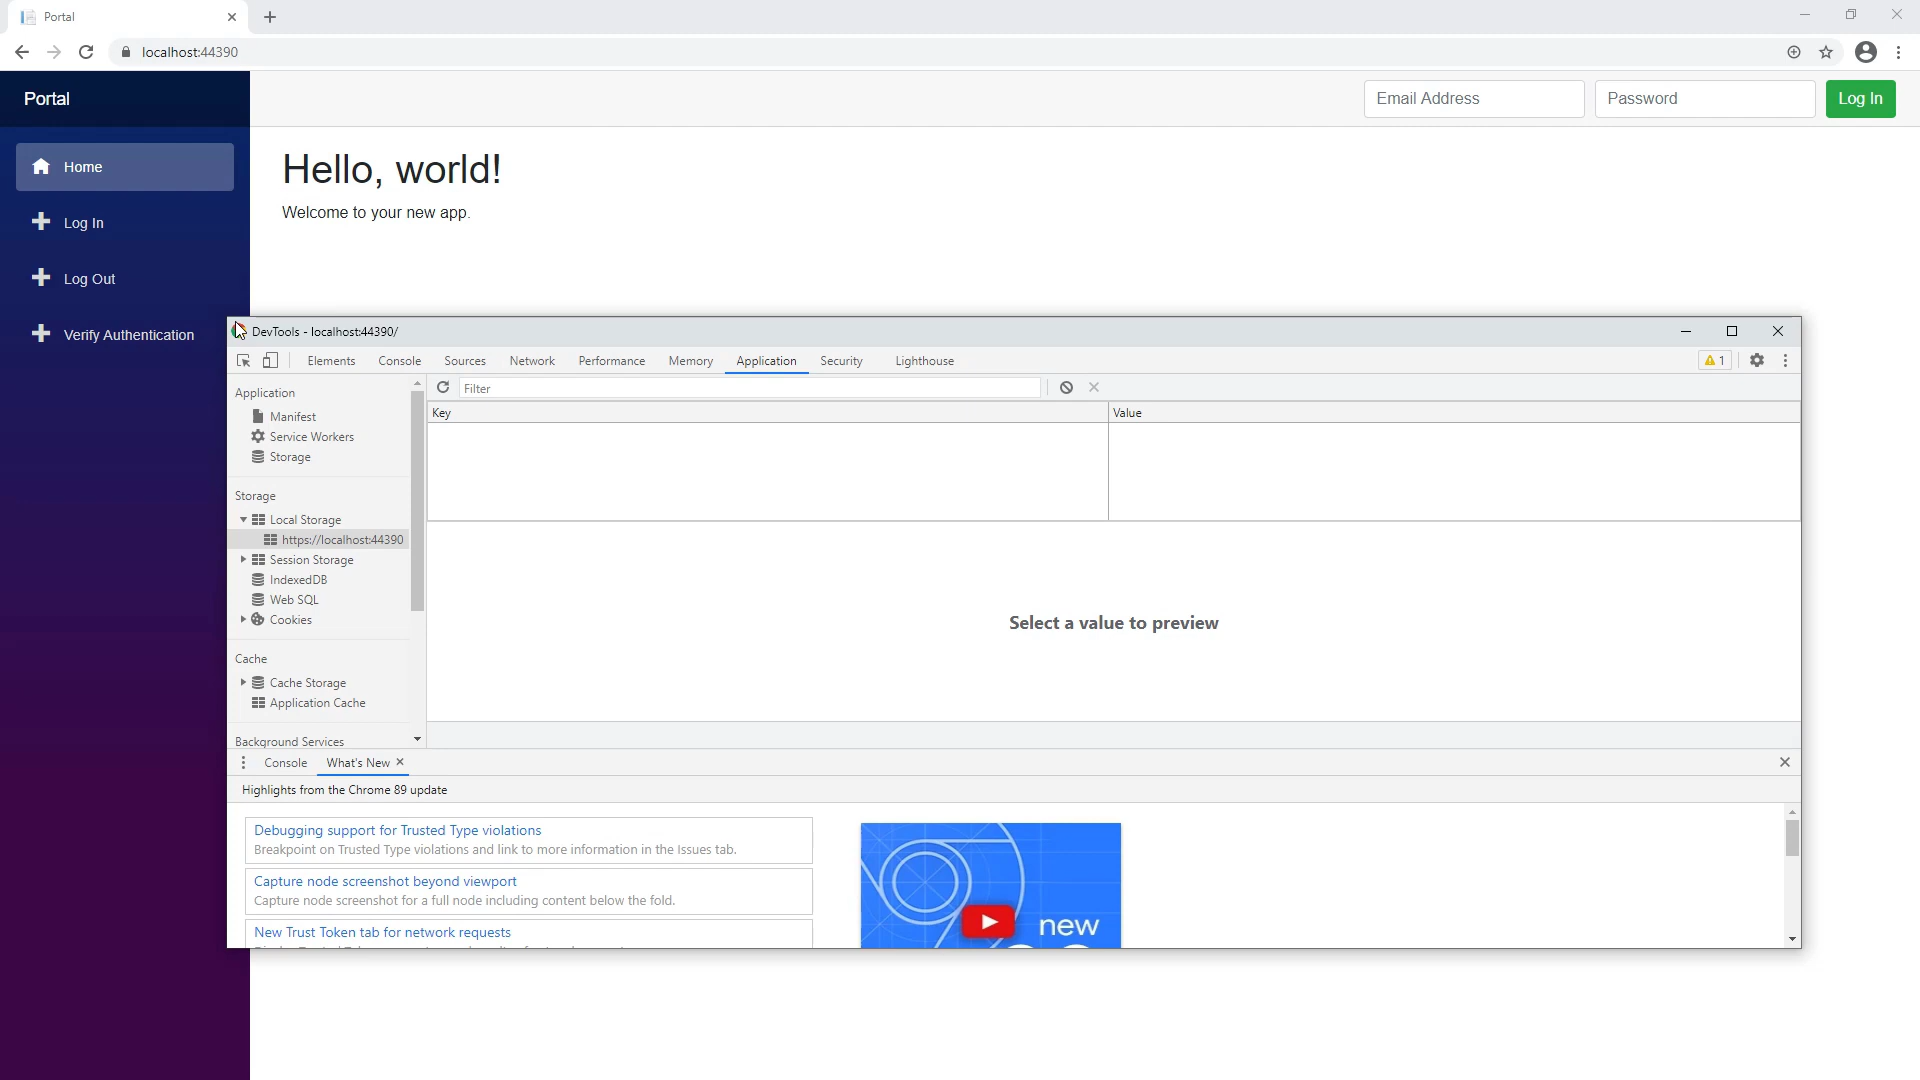 Portal
localhost:44390
Portal
Email Address
Password
Log In
Home
Log In
Log Out
Verify Authentication
Hello, world!
Welcome to your new app.
DevTools - localhost:44390/
Elements Console Sources Network Performance Memory Application Security Lighthouse
1
Application
Manifest
Service Workers
Storage
Storage
Local Storage
https://localhost:44390
Session Storage
IndexedDB
Web SQL
Cookies
Cache
Cache Storage
Application Cache
Background Services
Filter
Key
Value
Select a value to preview
Console
What's New
Highlights from the Chrome 89 update
Debugging support for Trusted Type violations
Breakpoint on Trusted Type violations and link to more information in the Issues tab.
Capture node screenshot beyond viewport
Capture node screenshot for a full node including content below the fold.
New Trust Token tab for network requests
new